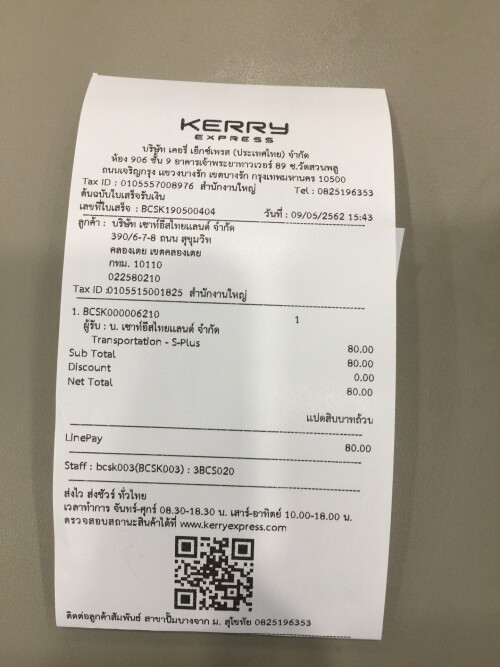 KERRY
EXPRESS
บริษัท เคอรี่ เอ็กซ์เพรส (ประเทศไทย) จำกัด
ห้อง 906 ชั้น 9 อาคารเจ้าพระยาทาวเวอร์ 89 ซ.วัดสวนพลู
ถนนเจริญกรุง แขวงบางรัก เขตบางรัก กรุงเทพมหานคร 10500
Tax ID : 0105557008976 สำนักงานใหญ่ Tel : 0825196353
ต้นฉบับใบเสร็จรับเงิน
เลขที่ใบเสร็จ : BCSK190500404 วันที่ : 09/05/2562 15:43
ลูกค้า : บริษัท เซาท์อีสไทยแลนด์ จำกัด
390/6-7-8 ถนน สุขุมวิท
คลองเตย เขตคลองเตย
กทม. 10110
022580210
Tax ID :0105515001825 สำนักงานใหญ่
1. BCSK000006210 1
ผู้รับ : บ. เซาท์อีสไทยแลนด์ จำกัด
Transportation - S-Plus 80.00
Sub Total 80.00
Discount 0.00
Net Total 80.00
แปดสิบบาทถ้วน
LinePay 80.00
Staff : bcsk003(BCSK003) : 3BCS020
ส่งไว ส่งชัวร์ ทั่วไทย
เวลาทำการ จันทร์-ศุกร์ 08.30-18.30 น. เสาร์-อาทิตย์ 10.00-18.00 น.
ตรวจสอบสถานะสินค้าได้ที่ www.kerryexpress.com
ติดต่อลูกค้าสัมพันธ์ สาขาปั๊มบางจาก ม. สุโขทัย 0825196353